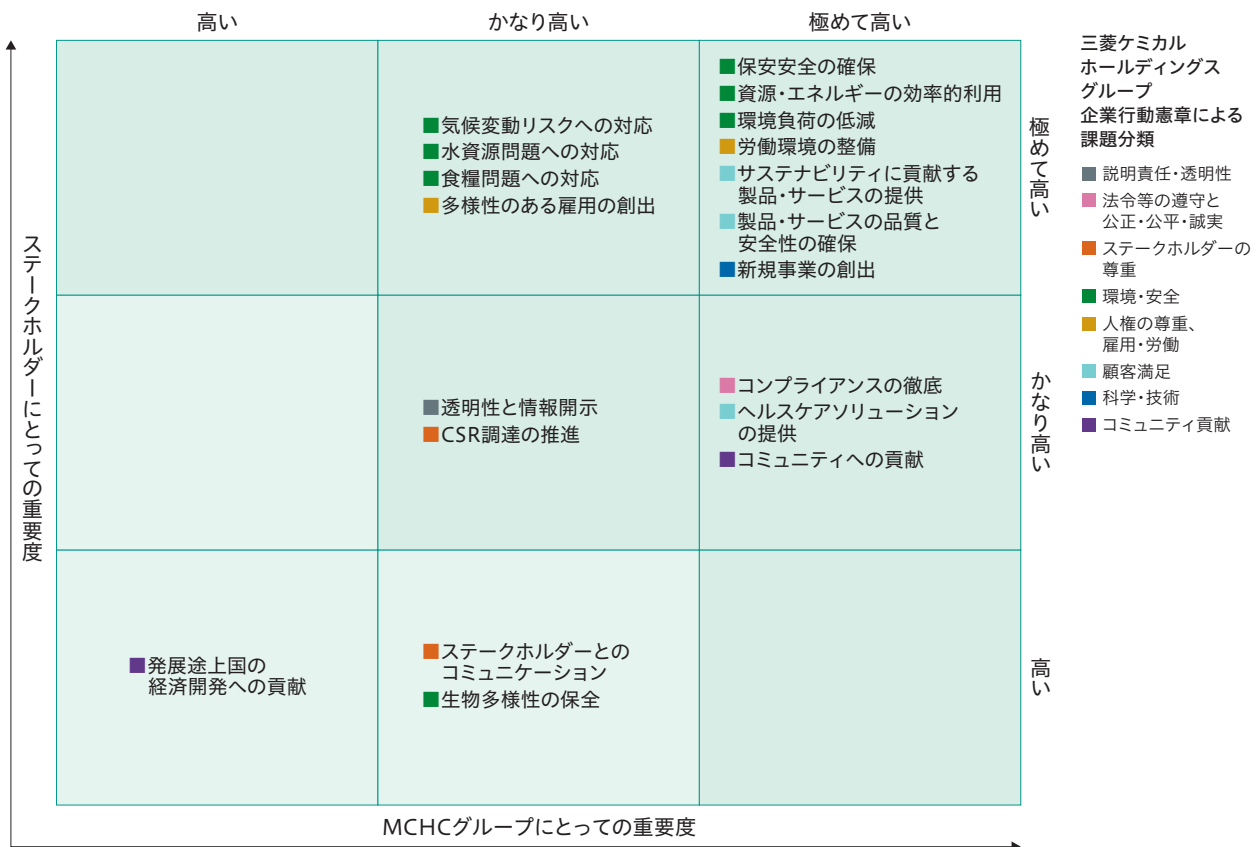 高い
かなり高い
極めて高い
ステークホルダーにとっての重要度
■気候変動リスクへの対応
■水資源問題への対応
■食糧問題への対応
■多様性のある雇用の創出
■保安安全の確保
■資源・エネルギーの効率的利用
■環境負荷の低減
■労働環境の整備
■サステナビリティに貢献する
製品・サービスの提供
■製品・サービスの品質と
安全性の確保
■新規事業の創出
極めて高い
■透明性と情報開示
■CSR調達の推進
■コンプライアンスの徹底
■ヘルスケアソリューション
の提供
■コミュニティへの貢献
かなり高い
■発展途上国の
経済開発への貢献
■ステークホルダーとの
コミュニケーション
■生物多様性の保全
高い
MCHCグループにとっての重要度
三菱ケミカル
ホールディングス
グループ
企業行動憲章による
課題分類
■説明責任・透明性
■法令等の遵守と
公正・公平・誠実
■ステークホルダーの
尊重
■環境・安全
■人権の尊重、
雇用・労働
■顧客満足
■科学・技術
■コミュニティ貢献